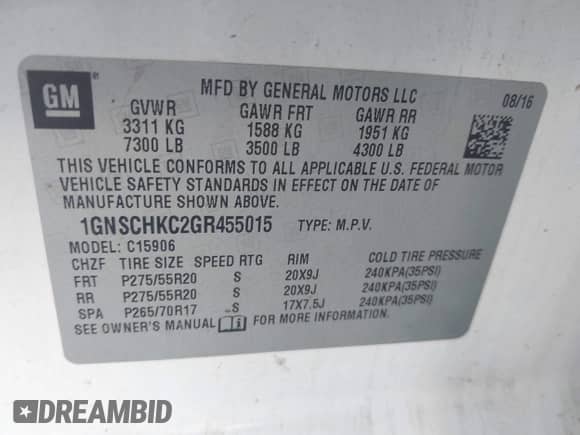 GM
®
MFD BY GENERAL MOTORS LLC
08/16
GVWR GAWR FRT GAWR RR
3311 KG 1588 KG 1951 KG
7300 LB 3500 LB 4300 LB
THIS VEHICLE CONFORMS TO ALL APPLICABLE U.S. FEDERAL MOTOR
VEHICLE SAFETY STANDARDS IN EFFECT ON THE DATE OF
MANUFACTURE SHOWN ABOVE.
1GNSCHKC2GR455015 TYPE: M.P.V.
MODEL: C15906
CHZF TIRE SIZE SPEED RTG RIM COLD TIRE PRESSURE
FRT P275/55R20 S 20X9J 240KPA(35PSI)
RR P275/55R20 S 20X9J 240KPA(35PSI)
SPA P265/70R17 S 17X7.5J 240KPA(35PSI)
SEE OWNER'S MANUAL i FOR MORE INFORMATION.
DREAMBID